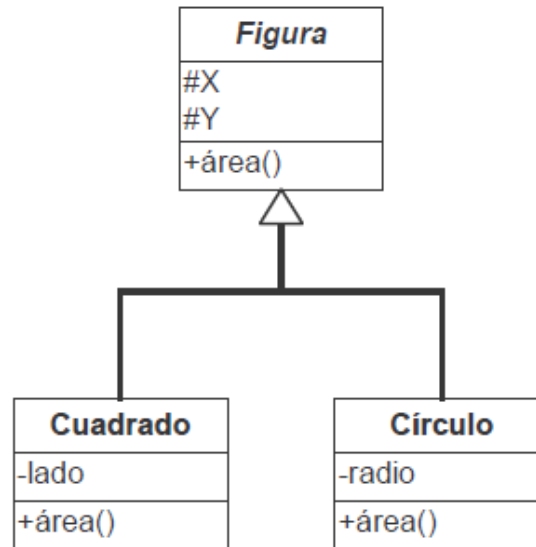 Figura
#X
#Y
+área()
Cuadrado
-lado
+área()
Círculo
-radio
+área()